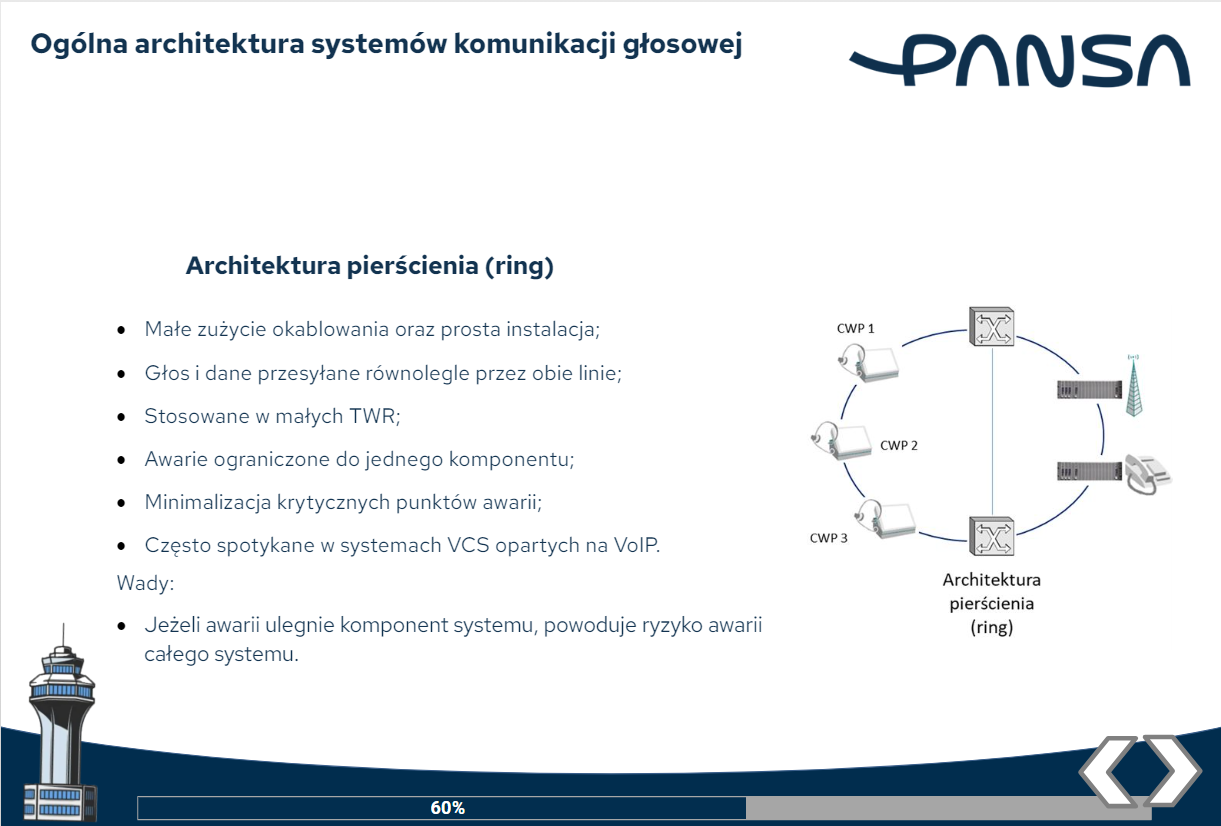 Ogólna architektura systemów komunikacji głosowej
PANSA
Architektura pierścienia (ring)
• Małe zużycie okablowania oraz prosta instalacja;
• Głos i dane przesyłane równolegle przez obie linie;
• Stosowane w małych TWR;
• Awarie ograniczone do jednego komponentu;
• Minimalizacja krytycznych punktów awarii;
• Często spotykane w systemach VCS opartych na VoIP.
Wady:
• Jeżeli awarii ulegnie komponent systemu, powoduje ryzyko awarii
całego systemu.
CWP 1
CWP 2
CWP 3
Architektura
pierścienia
(ring)
60%